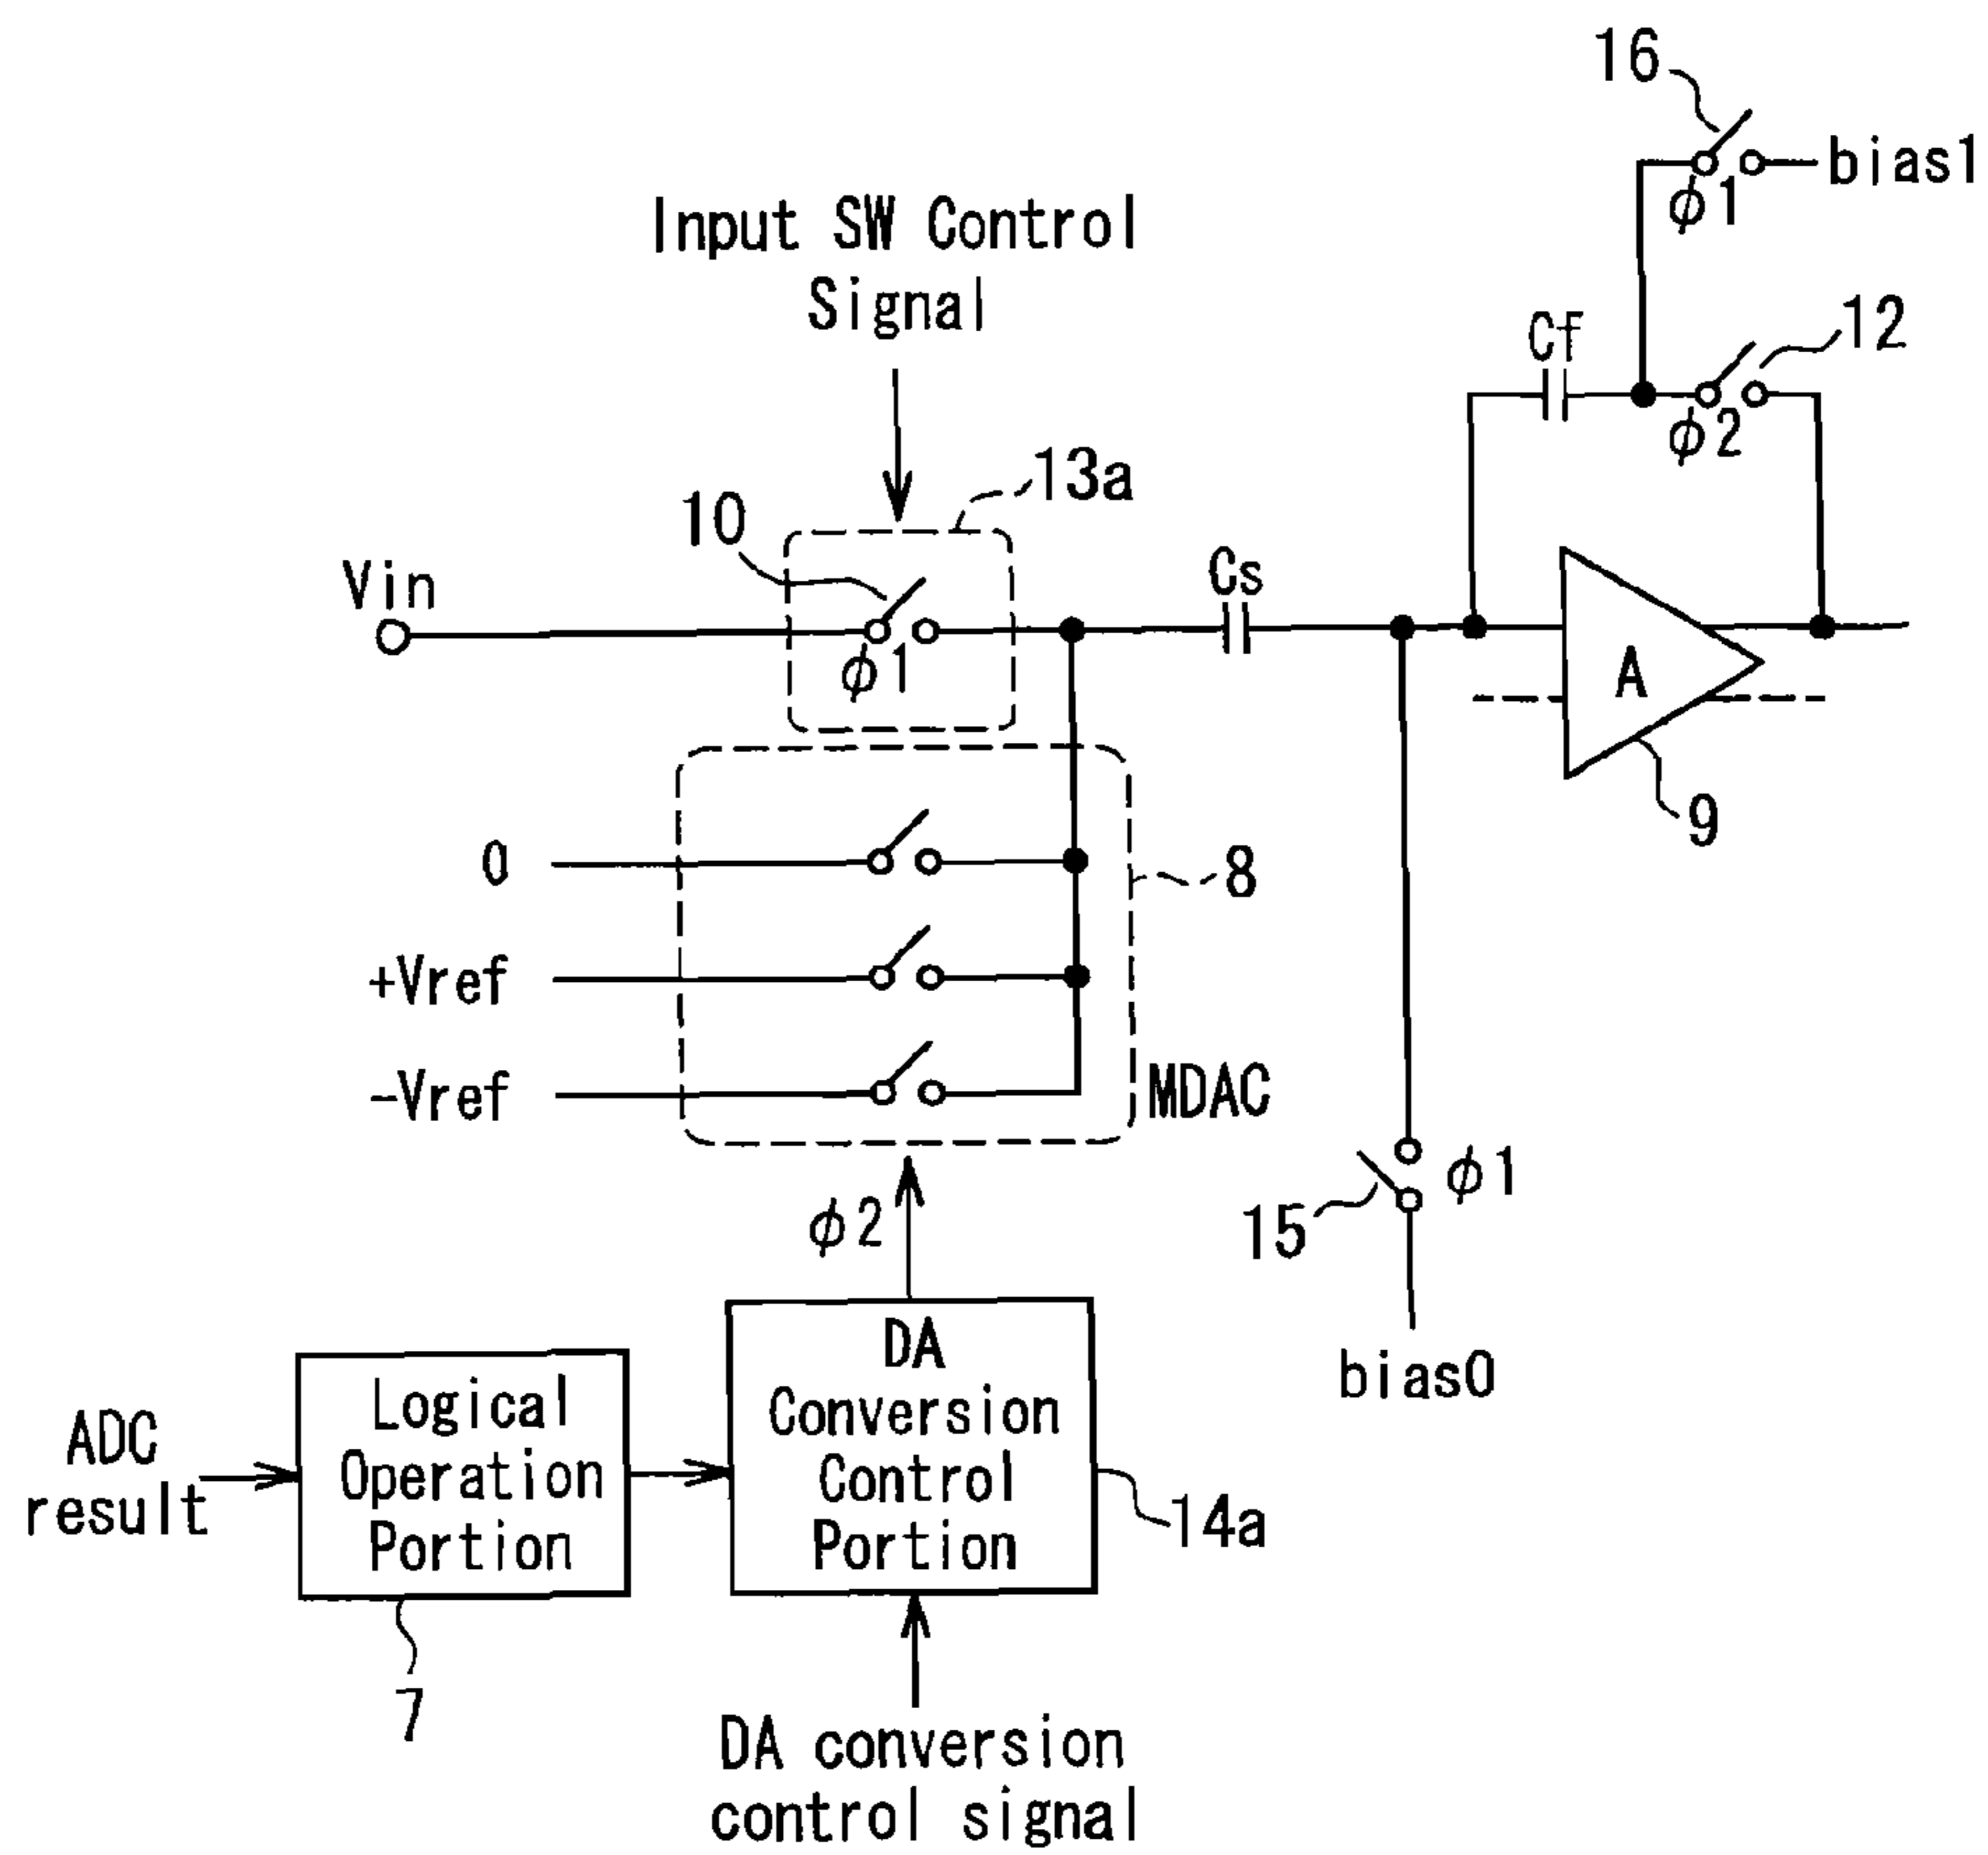 16
bias1
ϕ1
Input SW Control
Signal
Cf
12
ϕ2
13a
10
Vin
Cs
ϕ1
A
9
0
8
+Vref
-Vref
MDAC
ϕ1
15
ϕ2
bias0
DA
Conversion
Control
Portion
Logical
Operation
Portion
ADC
result
14a
7
DA conversion
control signal